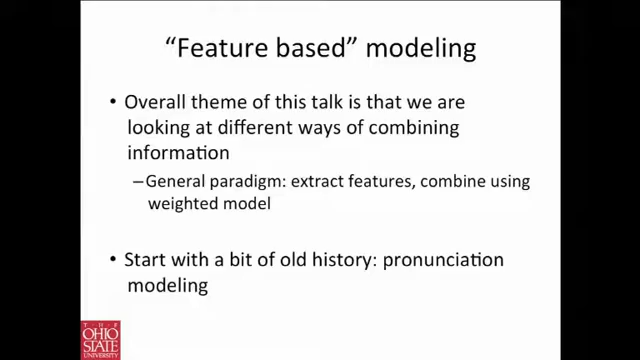 “Feature based” modeling
• Overall theme of this talk is that we are
looking at different ways of combining
information
–General paradigm: extract features, combine using
weighted model
• Start with a bit of old history: pronunciation
modeling
THE
OHIO
STATE
UNIVERSITY